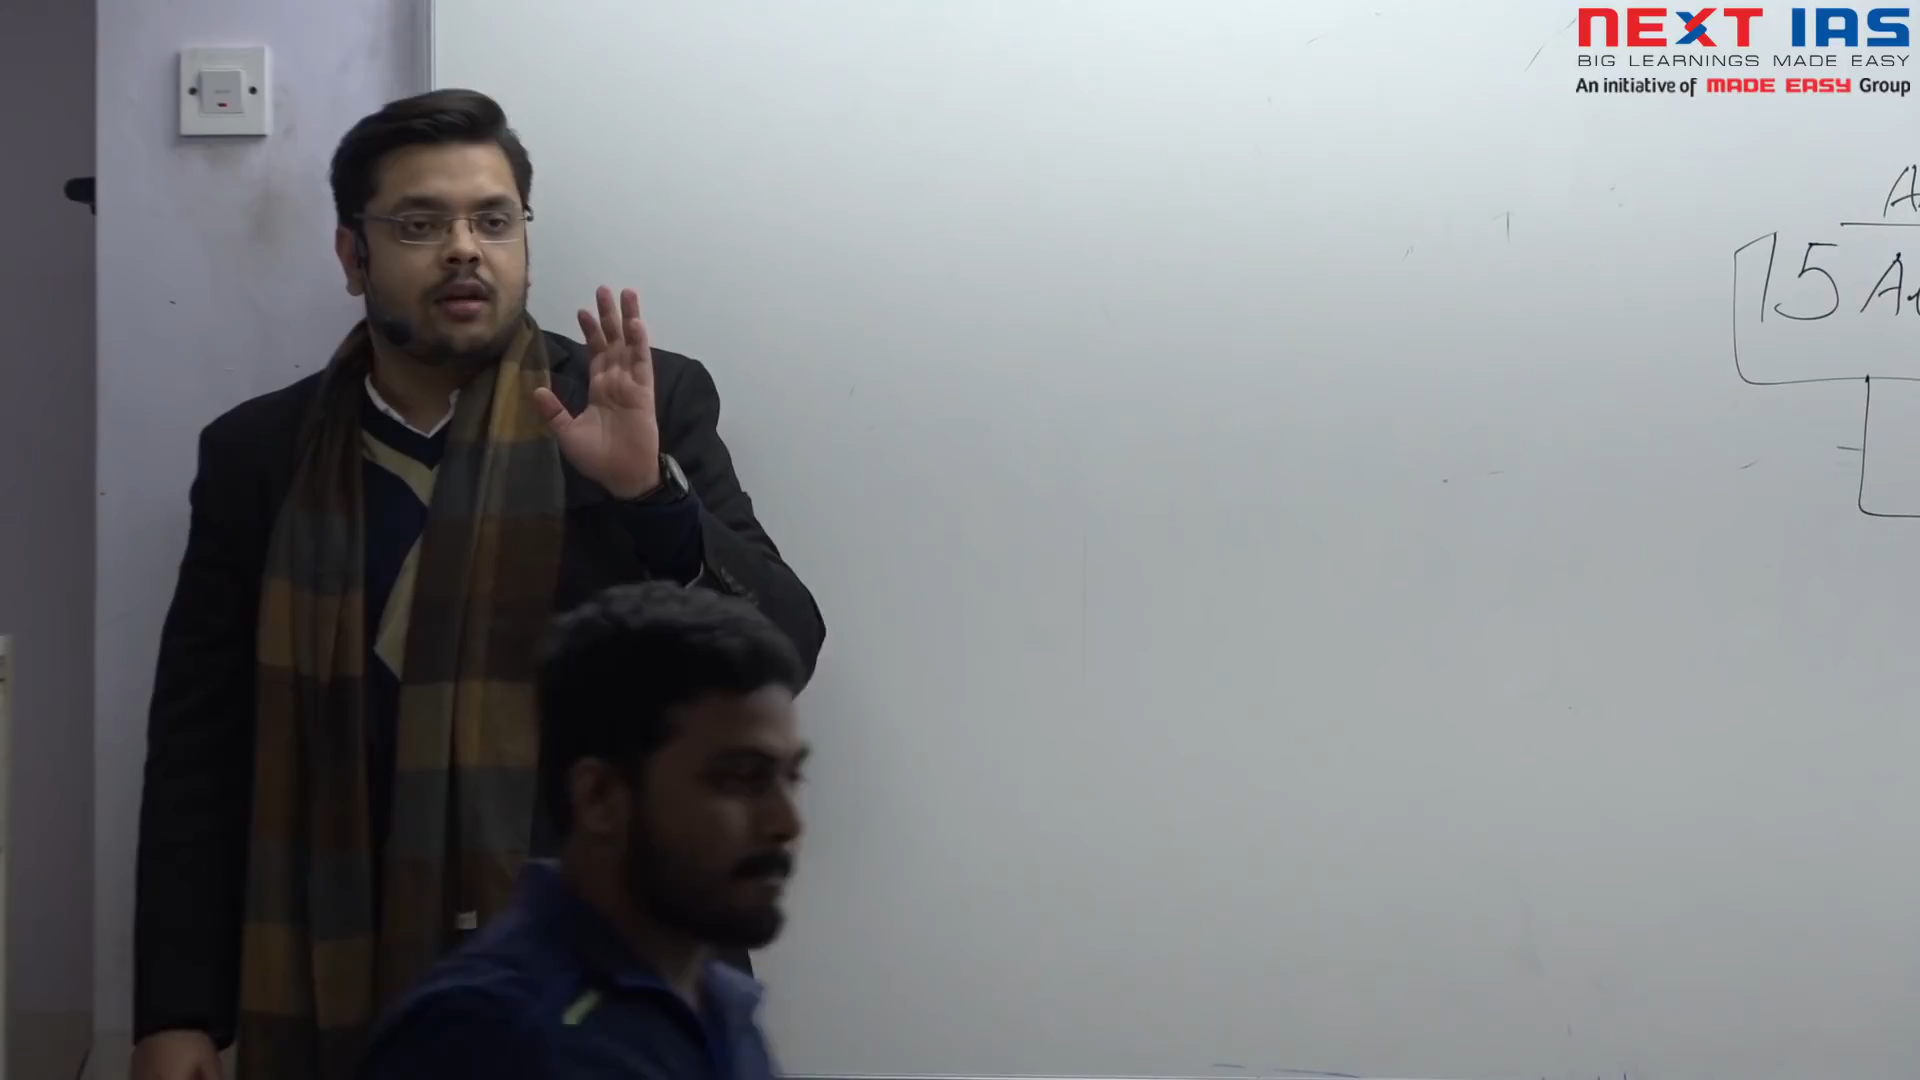 NEXT IAS
BIG LEARNINGS MADE EASY
An initiative of MADE EASY Group
15